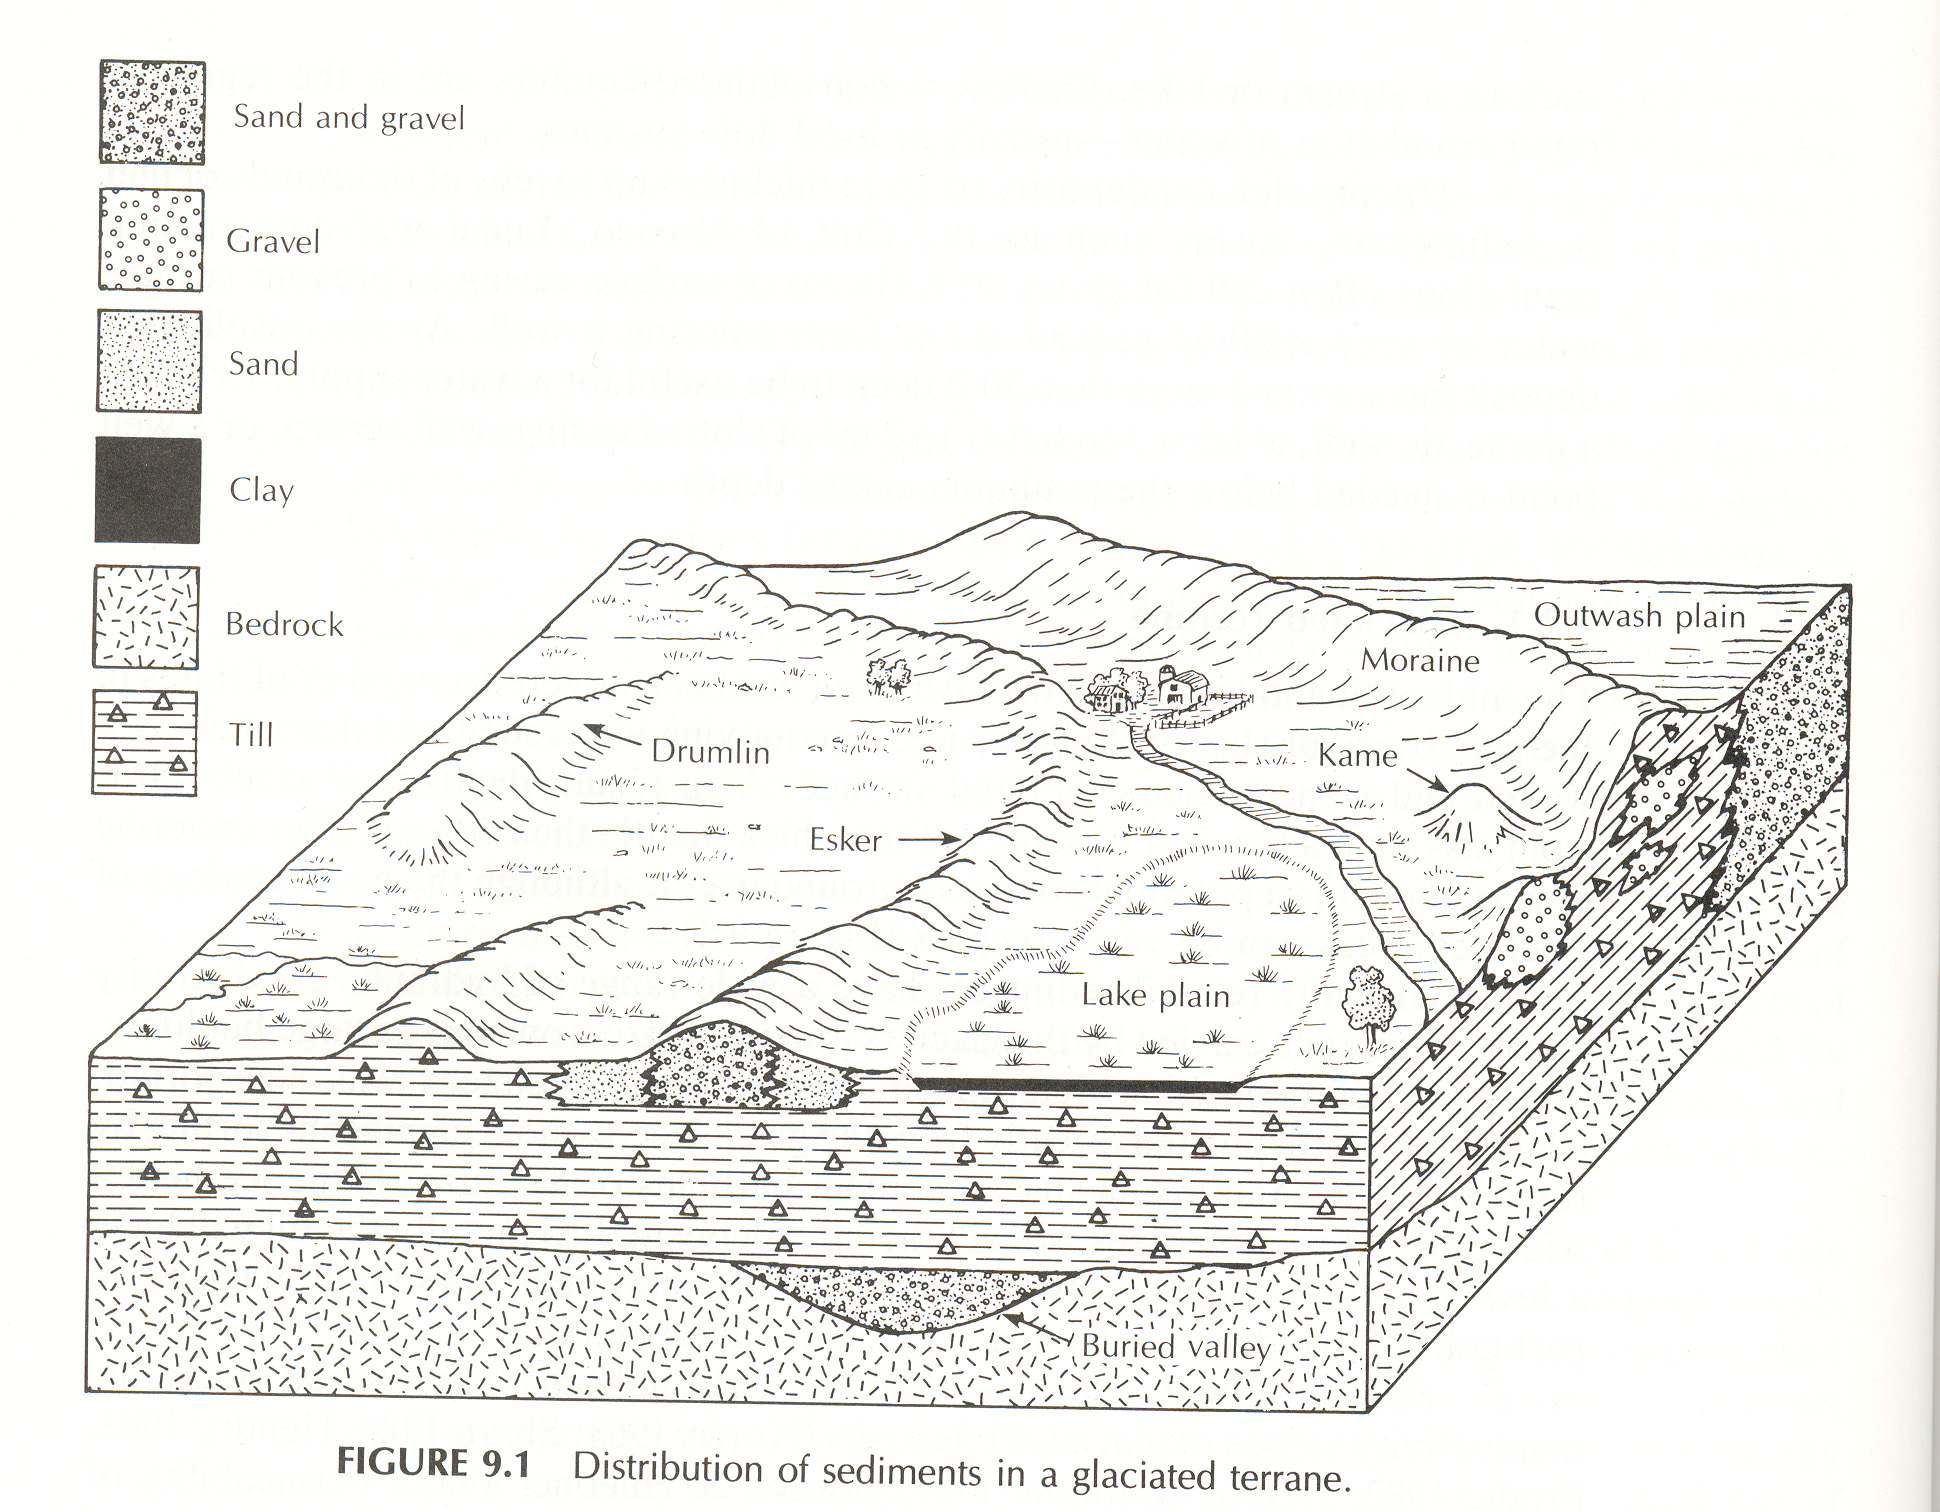 Sand and gravel
Gravel
Sand
Clay
Bedrock
Till
Outwash plain
Moraine
Drumlin
Kame
Esker
Lake plain
Buried valley
FIGURE 9.1 Distribution of sediments in a glaciated terrane.